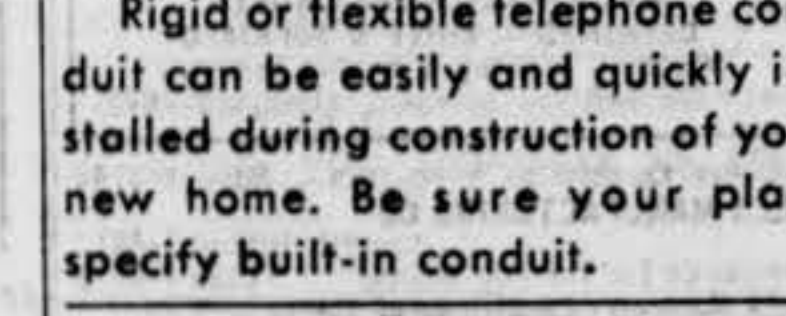 Rigid or flexible telephone co
duit can be easily and quickly i
stalled during construction of yo
new home. Be sure your pla
specify built-in conduit.